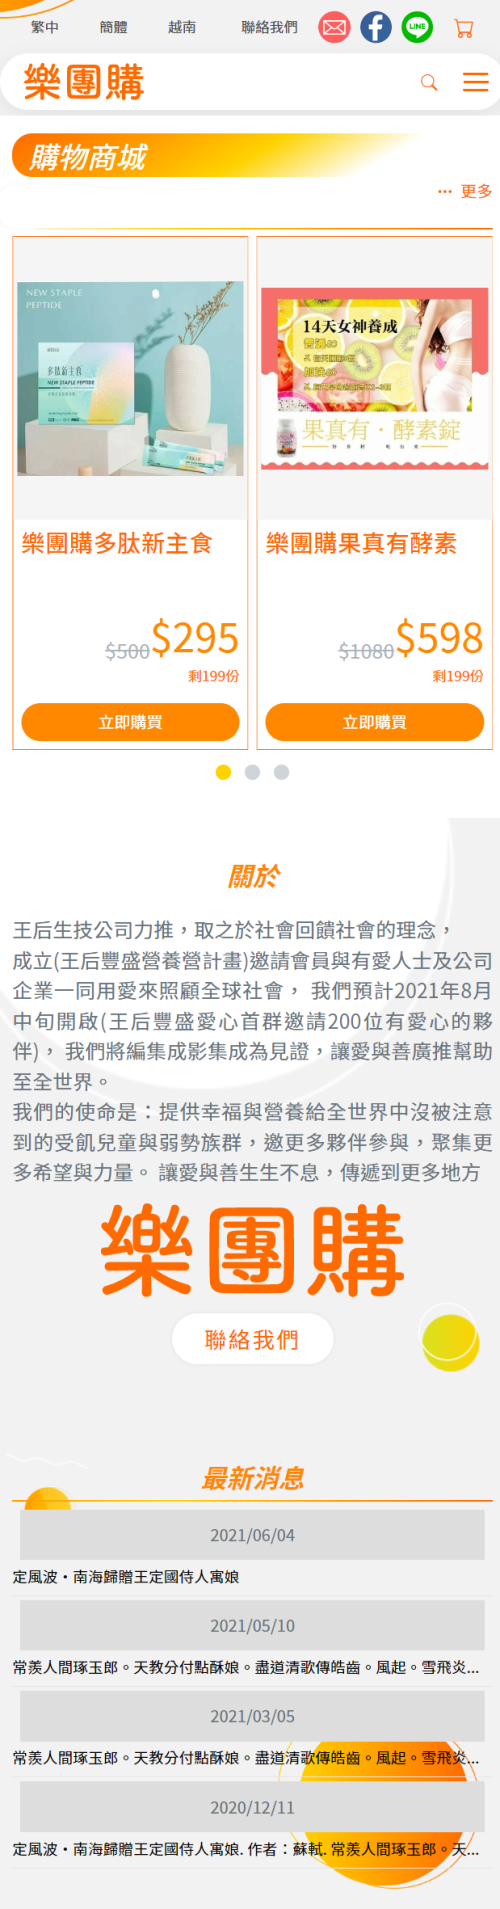 繁中 簡體 越南 聯絡我們 LINE
樂團購
購物商城
••• 更多
NEW STAPLE
PEPTIDE
多肽新主食
NEW STAPLE PEPTIDE
14天女神養成
果真有・酵素錠
樂團購多肽新主食
樂團購果真有酵素
$500 $295
$1080 $598
剩199份
剩199份
立即購買
立即購買
關於
王后生技公司力推，取之於社會回饋社會的理念，
成立(王后豐盛營養營計畫)邀請會員與有愛人士及公司
企業一同用愛來照顧全球社會， 我們預計2021年8月
中旬開啟(王后豐盛愛心首群邀請200位有愛心的夥
伴)， 我們將編集成影集成為見證，讓愛與善廣推幫助
至全世界。
我們的使命是：提供幸福與營養給全世界中沒被注意
到的受飢兒童與弱勢族群，邀更多夥伴參與，聚集更
多希望與力量。 讓愛與善生生不息，傳遞到更多地方
樂團購
聯絡我們
最新消息
2021/06/04
定風波・南海歸贈王定國侍人寓娘
2021/05/10
常羨人間琢玉郎。天教分付點酥娘。盡道清歌傳皓齒。風起。雪飛炎...
2021/03/05
常羨人間琢玉郎。天教分付點酥娘。盡道清歌傳皓齒。風起。雪飛炎...
2020/12/11
定風波・南海歸贈王定國侍人寓娘. 作者：蘇軾. 常羨人間琢玉郎。天...